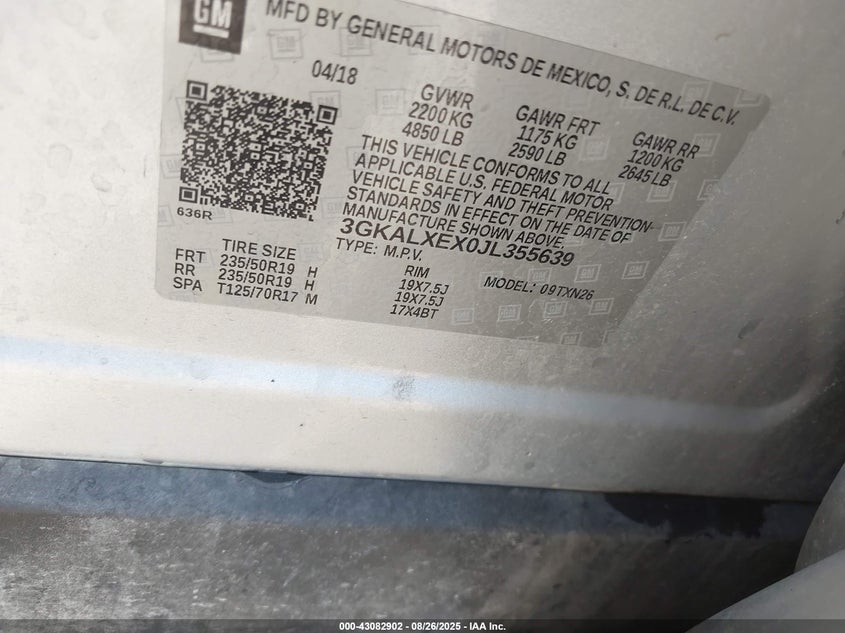 GM
MFD BY GENERAL MOTORS DE MEXICO, S. DE R.L. DE C.V.
04/18
GVWR
2200 KG
4850 LB
GAWR FRT
1175 KG
2590 LB
GAWR RR
1200 KG
2645 LB
THIS VEHICLE CONFORMS TO ALL
APPLICABLE U.S. FEDERAL MOTOR
VEHICLE SAFETY AND THEFT PREVENTION
STANDARDS IN EFFECT ON THE DATE OF
MANUFACTURE SHOWN ABOVE.
3GKALXEX0JL355639
TYPE: M.P.V.
MODEL: 09TXN26
636R
TIRE SIZE RIM
FRT 235/50R19 H 19X7.5J
RR 235/50R19 H 19X7.5J
SPA T125/70R17 M 17X4BT
000-43082902 - 08/26/2025 - IAA Inc.